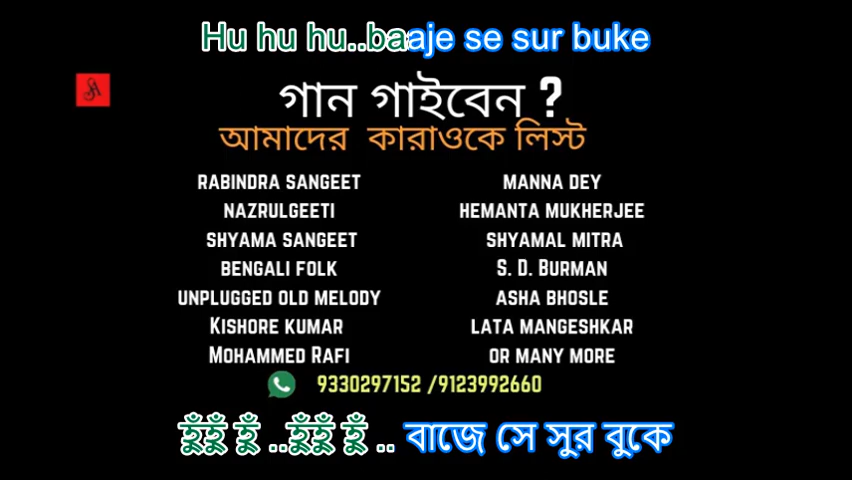 Hu hu hu..baaje se sur buke
গান গাইবেন ?
আমাদের কারাওকে লিস্ট
RABINDRA SANGEET MANNA DEY
NAZRULGEETI HEMANTA MUKHERJEE
SHYAMA SANGEET SHYAMAL MITRA
BENGALI FOLK S. D. BURMAN
UNPLUGGED OLD MELODY ASHA BHOSLE
KISHORE KUMAR LATA MANGESHKAR
MOHAMMED RAFI OR MANY MORE
9330297152 /9123992660
হুঁহুঁ হুঁ ..হুঁহুঁ হুঁ .. বাজে সে সুর বুকে